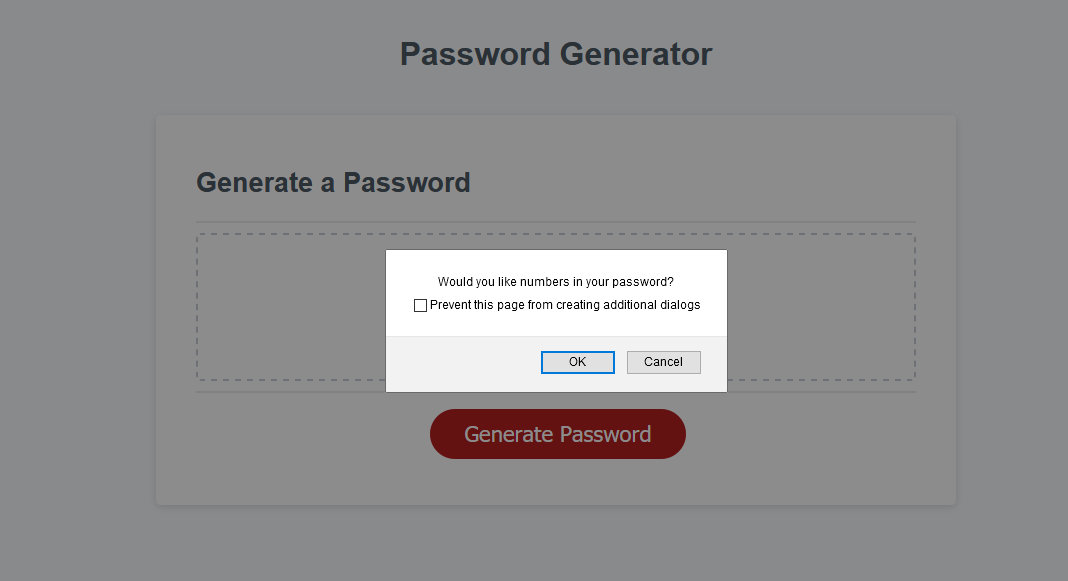 Password Generator
Generate a Password
Would you like numbers in your password?
Prevent this page from creating additional dialogs
OK
Cancel
Generate Password